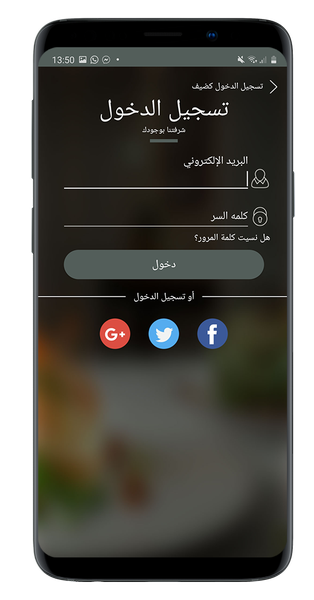 13:50
تسجيل الدخول كضيف
تسجيل الدخول
شرفتنا بوجودك
البريد الإلكتروني
كلمه السر
هل نسيت كلمة المرور؟
دخول
أو تسجيل الدخول
G+
f